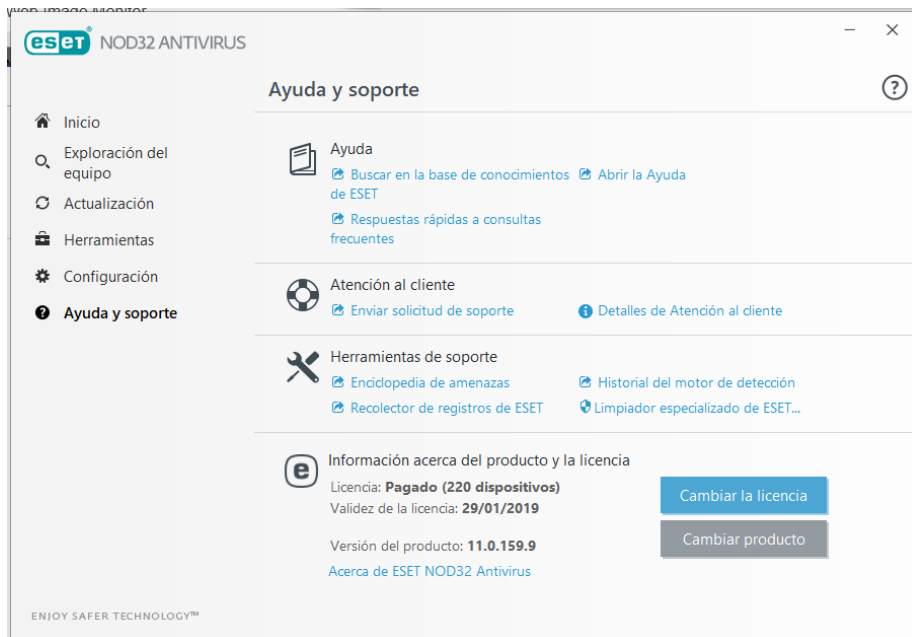 Web Image Monitor
eset® NOD32 ANTIVIRUS
Ayuda y soporte
Inicio
Exploración del
equipo
Actualización
Herramientas
Configuración
Ayuda y soporte
Ayuda
Buscar en la base de conocimientos
de ESET
Abrir la Ayuda
Respuestas rápidas a consultas
frecuentes
Atención al cliente
Enviar solicitud de soporte
Detalles de Atención al cliente
Herramientas de soporte
Enciclopedia de amenazas
Historial del motor de detección
Recolector de registros de ESET
Limpiador especializado de ESET...
Información acerca del producto y la licencia
Licencia: Pagado (220 dispositivos)
Validez de la licencia: 29/01/2019
Cambiar la licencia
Versión del producto: 11.0.159.9
Cambiar producto
Acerca de ESET NOD32 Antivirus
ENJOY SAFER TECHNOLOGY™